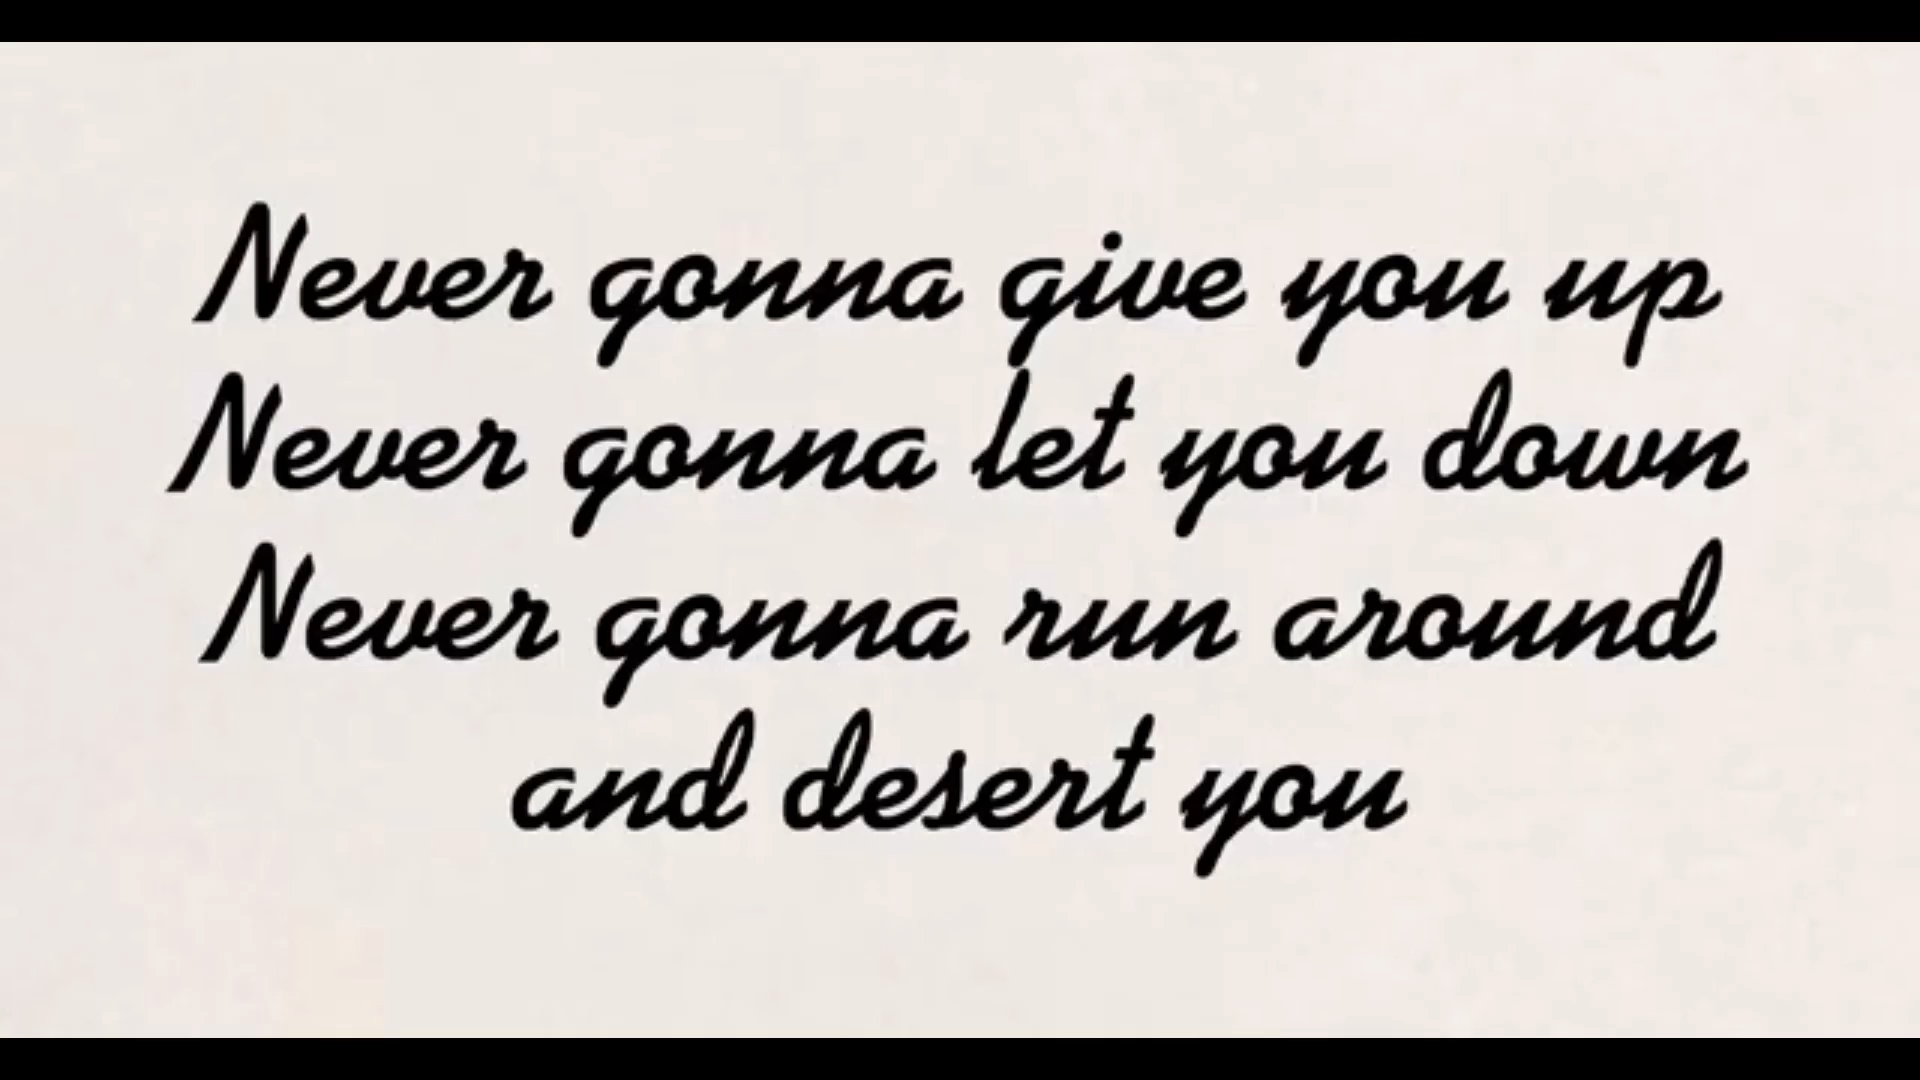 Never gonna give you up
Never gonna let you down
Never gonna run around
and desert you